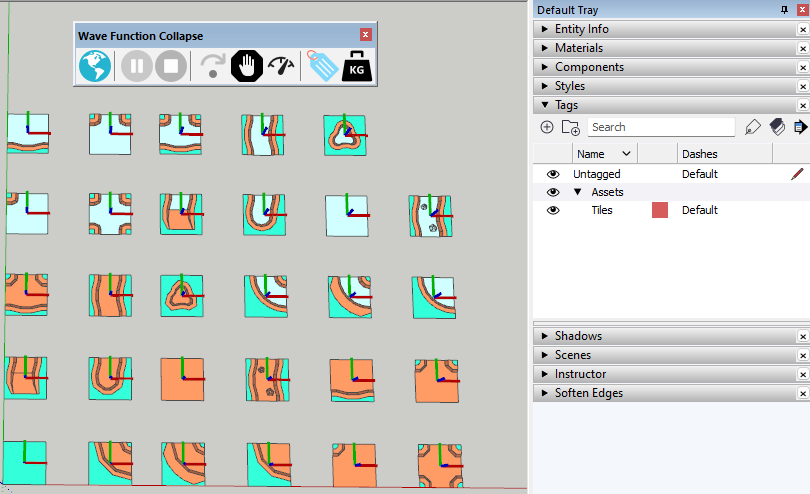 Default Tray
Wave Function Collapse
KG
Entity Info
Materials
Components
Styles
Tags
Search
Name
Dashes
Untagged
Default
Assets
Tiles
Default
Shadows
Scenes
Instructor
Soften Edges